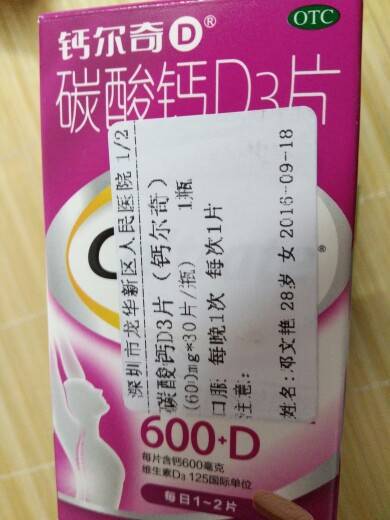 钙尔奇D®
OTC
碳酸钙D3片
深圳市龙华新区人民医院 1/2
碳酸钙D3片（钙尔奇）
(600mg*30片/瓶) 1瓶
口服: 每晚1次 每次1片
注意:
姓名: 邓文艳 28岁 女 2016-09-18
600+D
每片含钙600毫克
维生素D3 125国际单位
每日1~2片